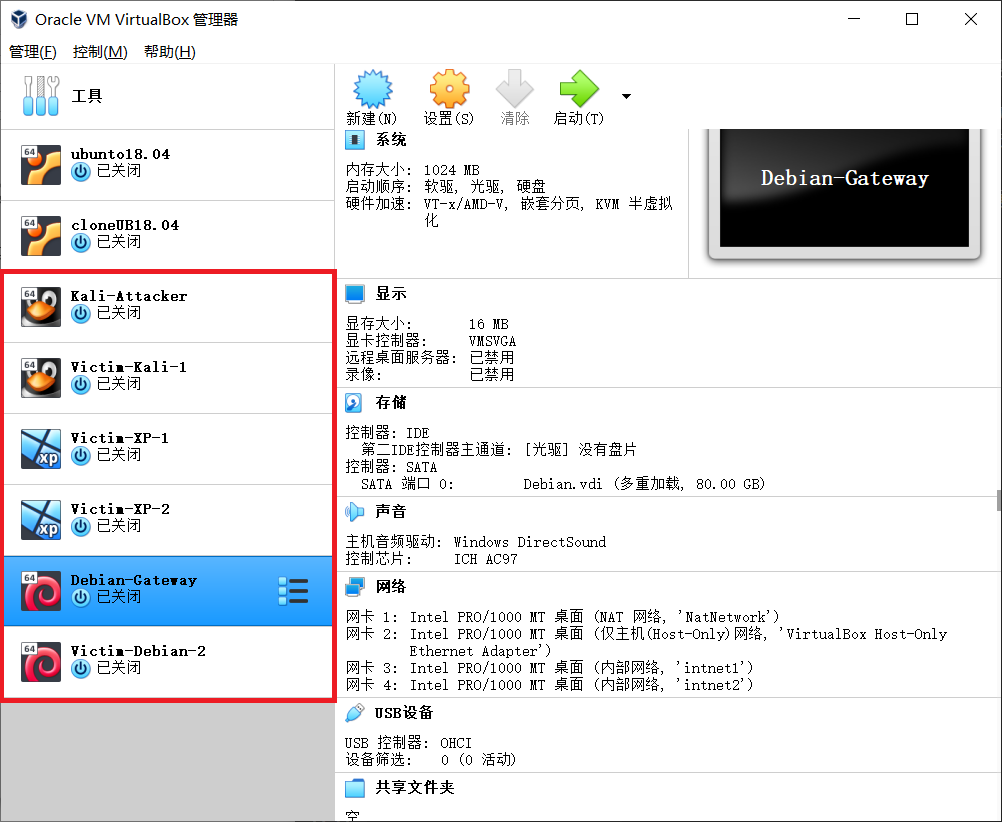 Oracle VM VirtualBox 管理器
管理(F) 控制(M) 帮助(H)
工具
新建(N) 设置(S) 清除 启动(T)
64
ubunto18.04
已关闭
64
cloneUB18.04
已关闭
64
Kali-Attacker
已关闭
64
Victim-Kali-1
已关闭
xp
Victim-XP-1
已关闭
xp
Victim-XP-2
已关闭
64
Debian-Gateway
已关闭
64
Victim-Debian-2
已关闭
系统
内存大小: 1024 MB
启动顺序: 软驱, 光驱, 硬盘
硬件加速: VT-x/AMD-V, 嵌套分页, KVM 半虚拟
化
Debian-Gateway
显示
显存大小: 16 MB
显卡控制器: VMSVGA
远程桌面服务器: 已禁用
录像: 已禁用
存储
控制器: IDE
第二IDE控制器主通道: [光驱] 没有盘片
控制器: SATA
SATA 端口 0: Debian.vdi (多重加载, 80.00 GB)
声音
主机音频驱动: Windows DirectSound
控制芯片: ICH AC97
网络
网卡 1: Intel PRO/1000 MT 桌面 (NAT 网络, 'NatNetwork')
网卡 2: Intel PRO/1000 MT 桌面 (仅主机(Host-Only)网络, 'VirtualBox Host-Only
Ethernet Adapter')
网卡 3: Intel PRO/1000 MT 桌面 (内部网络, 'intnet1')
网卡 4: Intel PRO/1000 MT 桌面 (内部网络, 'intnet2')
USB设备
USB 控制器: OHCI
设备筛选: 0 (0 活动)
共享文件夹
空